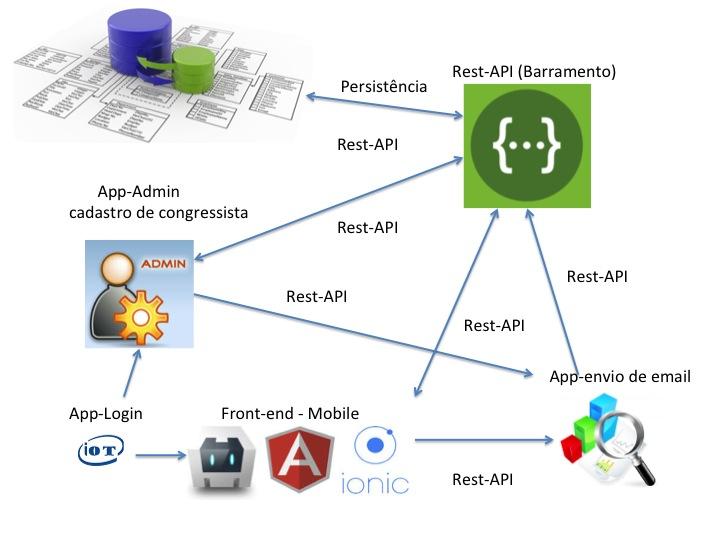 Rest-API (Barramento)
Persistência
Rest-API
App-Admin
cadastro de congressista
Rest-API
ADMIN
Rest-API
Rest-API
Rest-API
App-envio de email
App-Login
Front-end - Mobile
IOT
A
ionic
Rest-API